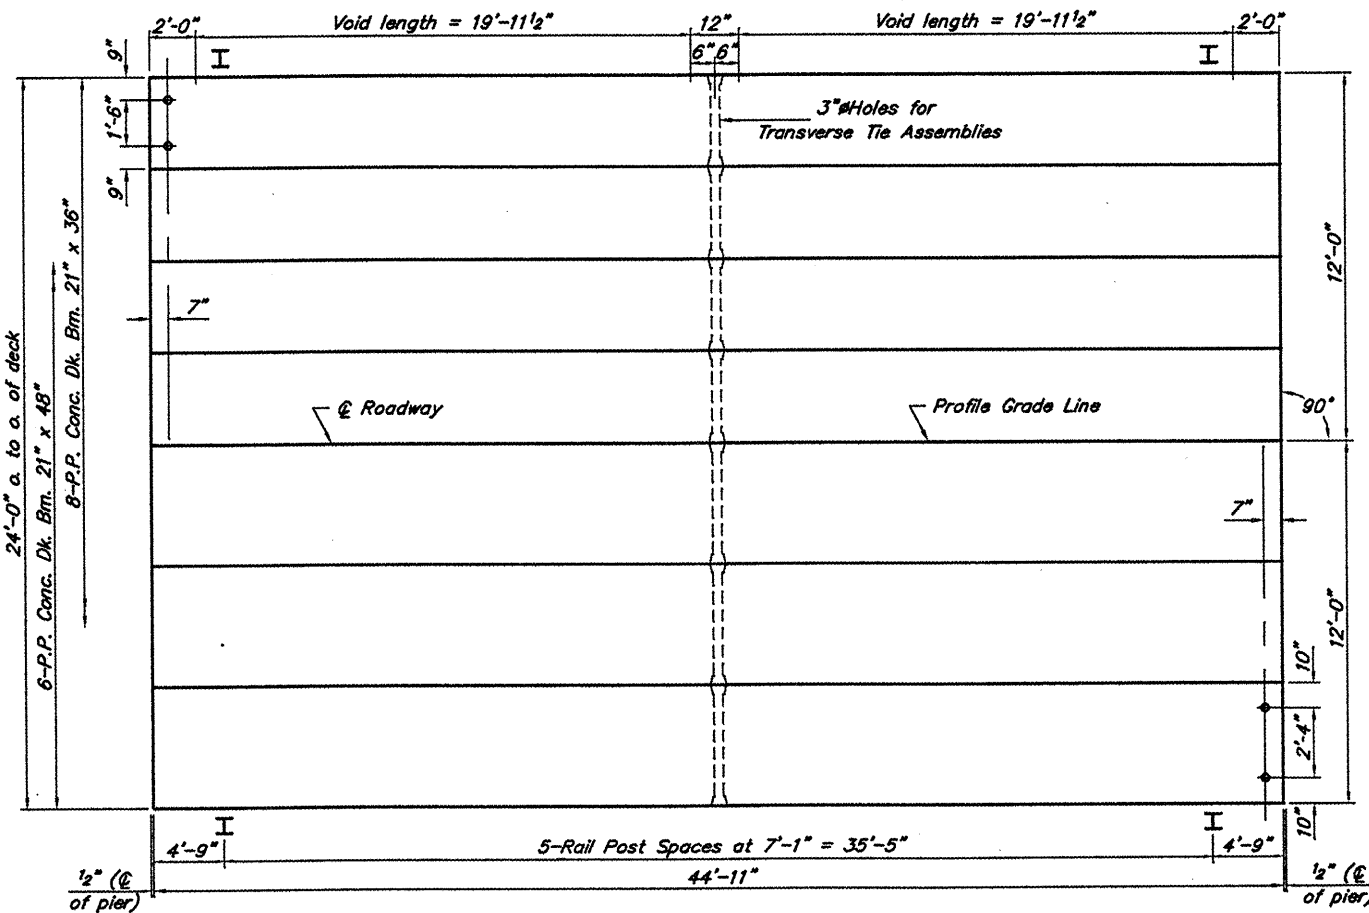 2'-0" Void length = 19'-11½" 12" Void length = 19'-11½" 2'-0"
6" 6"
9"
I I
3"ø Holes for
Transverse Tie Assemblies
1'-6"
9"
7"
24'-0" o. to o. of deck
6-P.P. Conc. Dk. Bm. 21" x 48"
8-P.P. Conc. Dk. Bm. 21" x 36"
℄ Roadway
Profile Grade Line
12'-0"
90°
7"
12'-0"
10"
2'-4"
10"
I I
4'-9" 5-Rail Post Spaces at 7'-1" = 35'-5" 4'-9"
44'-11"
½" (℄
of pier)
½" (℄
of pier)